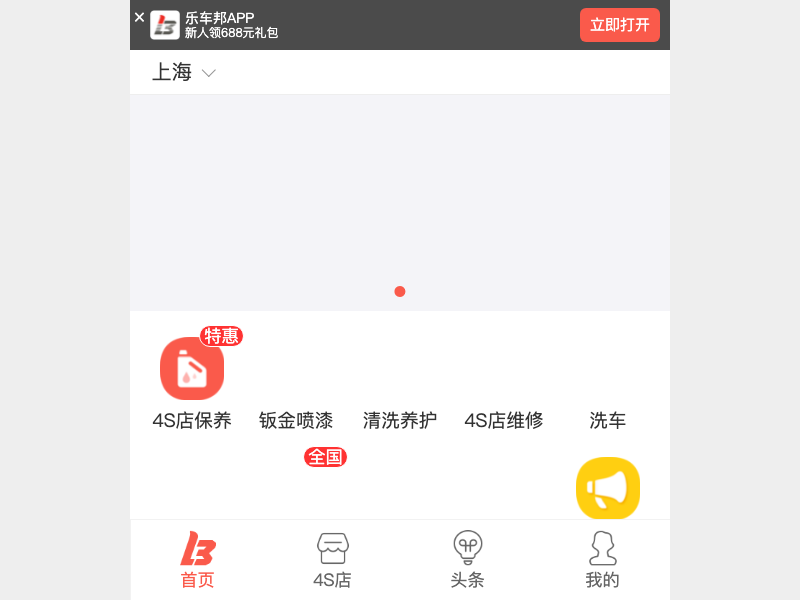 乐车邦APP
新人领688元礼包
立即打开
上海
特惠
4S店保养 钣金喷漆 清洗养护 4S店维修 洗车
全国
首页 4S店 头条 我的